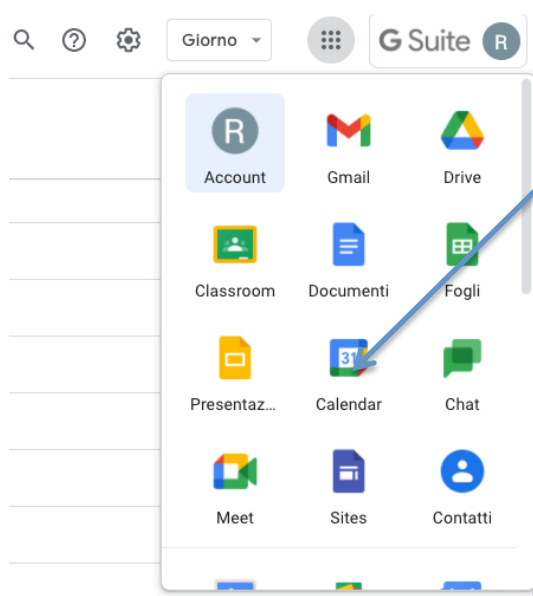 Giorno
G Suite R
R
Account Gmail Drive
Classroom Documenti Fogli
31
Presentaz... Calendar Chat
Meet Sites Contatti